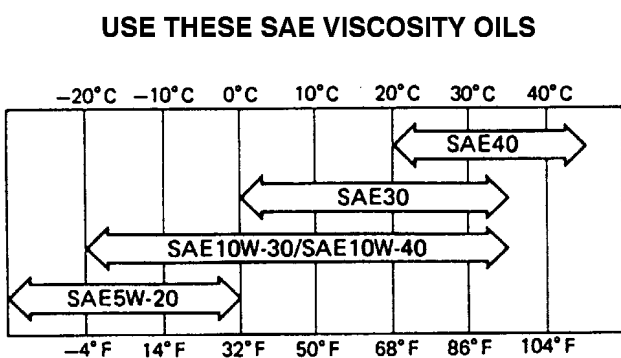 USE THESE SAE VISCOSITY OILS
−20°C −10°C 0°C 10°C 20°C 30°C 40°C
SAE40
SAE30
SAE10W-30/SAE10W-40
SAE5W-20
−4°F 14°F 32°F 50°F 68°F 86°F 104°F